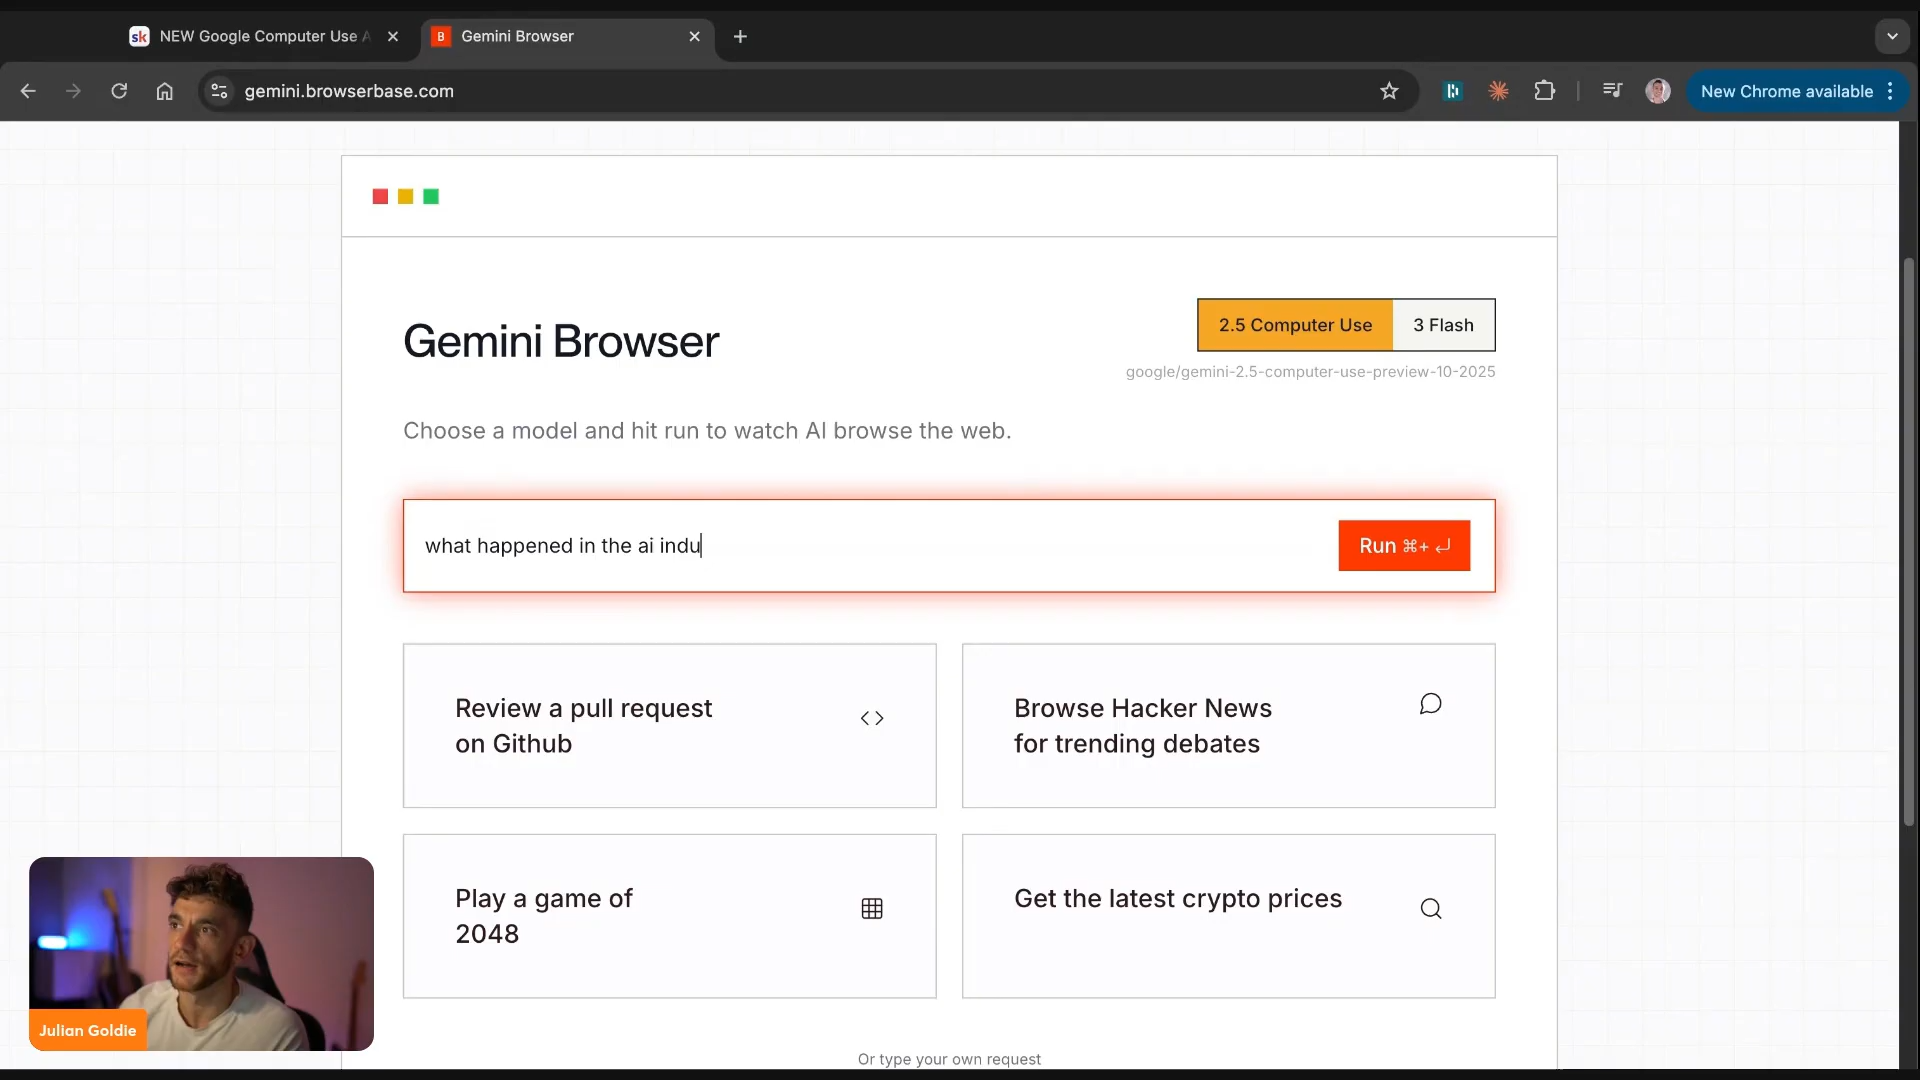 sk NEW Google Computer Use A
B Gemini Browser
gemini.browserbase.com
New Chrome available
Gemini Browser
2.5 Computer Use
3 Flash
google/gemini-2.5-computer-use-preview-10-2025
Choose a model and hit run to watch AI browse the web.
what happened in the ai indu
Run ⌘+ ⏎
Review a pull request
on Github
Browse Hacker News
for trending debates
Play a game of
2048
Get the latest crypto prices
Julian Goldie
Or type your own request